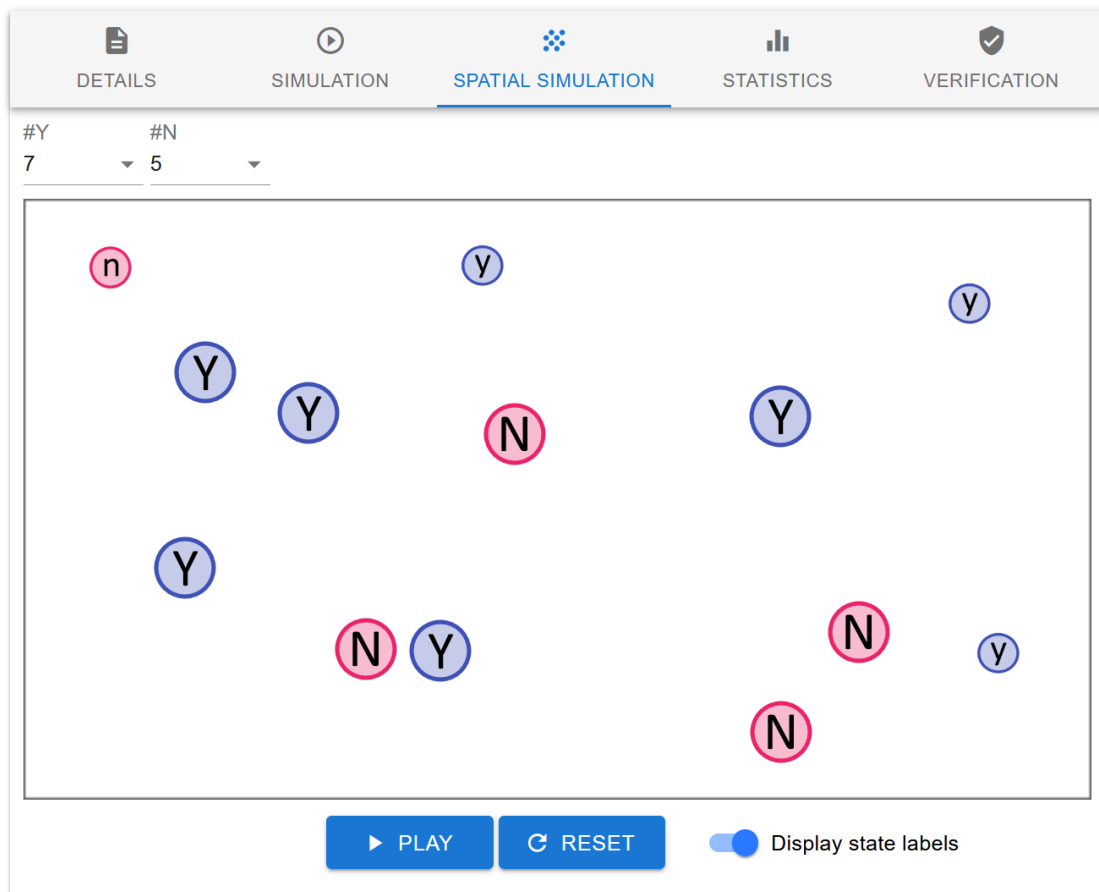 DETAILS SIMULATION SPATIAL SIMULATION STATISTICS VERIFICATION
#Y #N
7 5
n y
y
Y
Y N Y
Y
N Y N y
N
PLAY RESET Display state labels